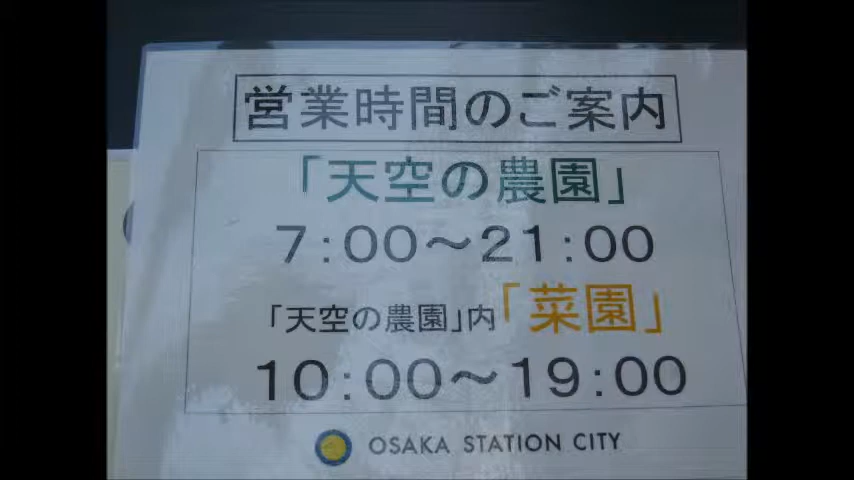 営業時間のご案内
「天空の農園」
7:00～21:00
「天空の農園」内「菜園」
10:00～19:00
OSAKA STATION CITY